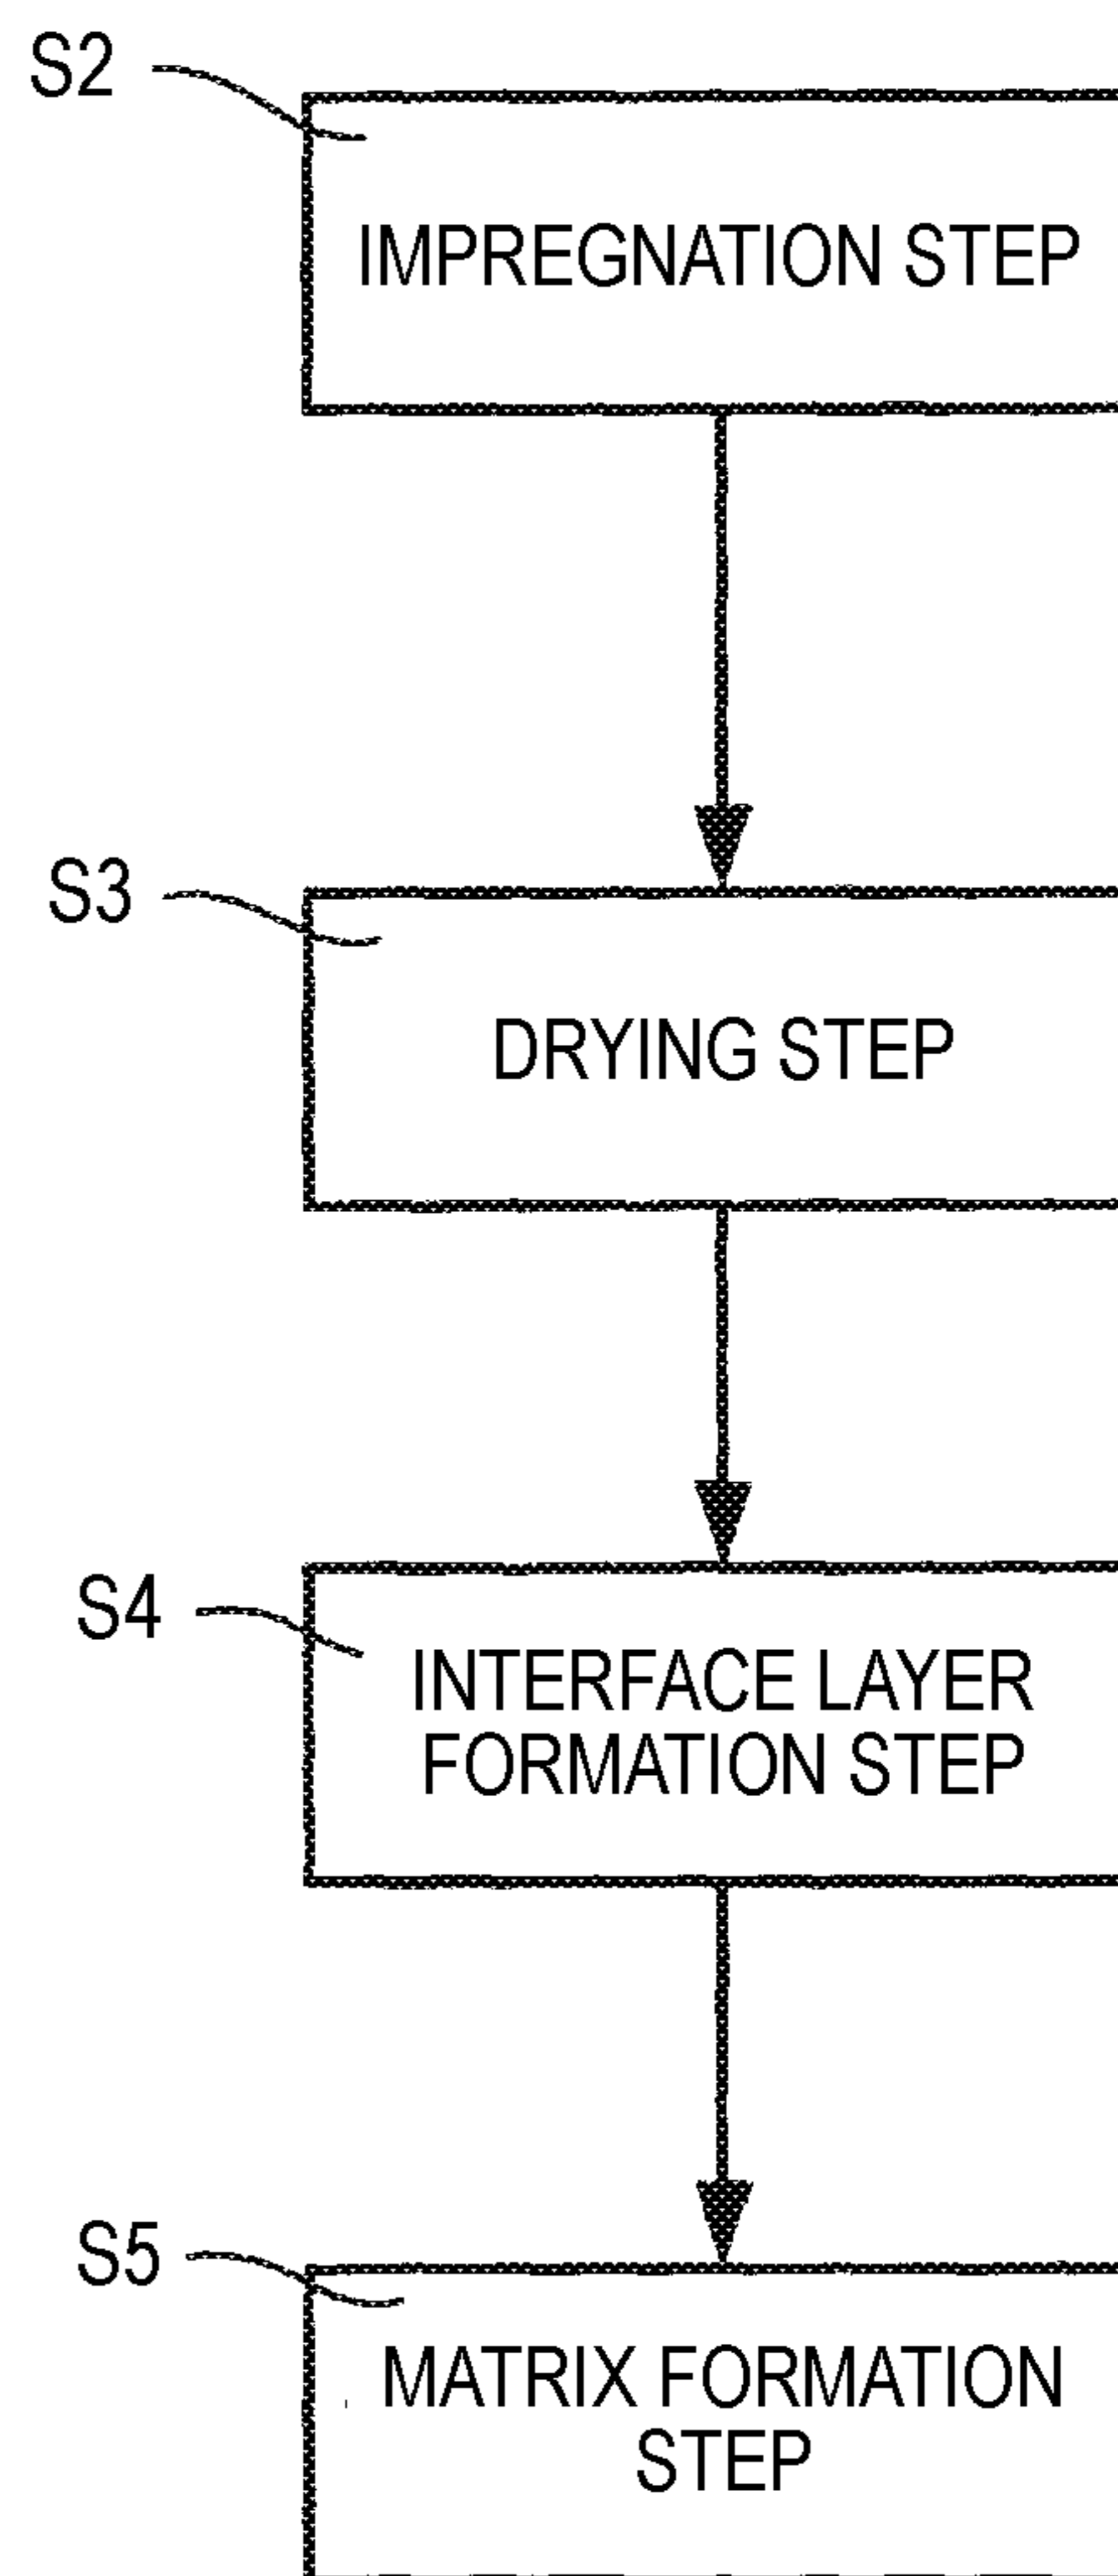 S2
IMPREGNATION STEP
S3
DRYING STEP
S4
INTERFACE LAYER
FORMATION STEP
S5
MATRIX FORMATION
STEP